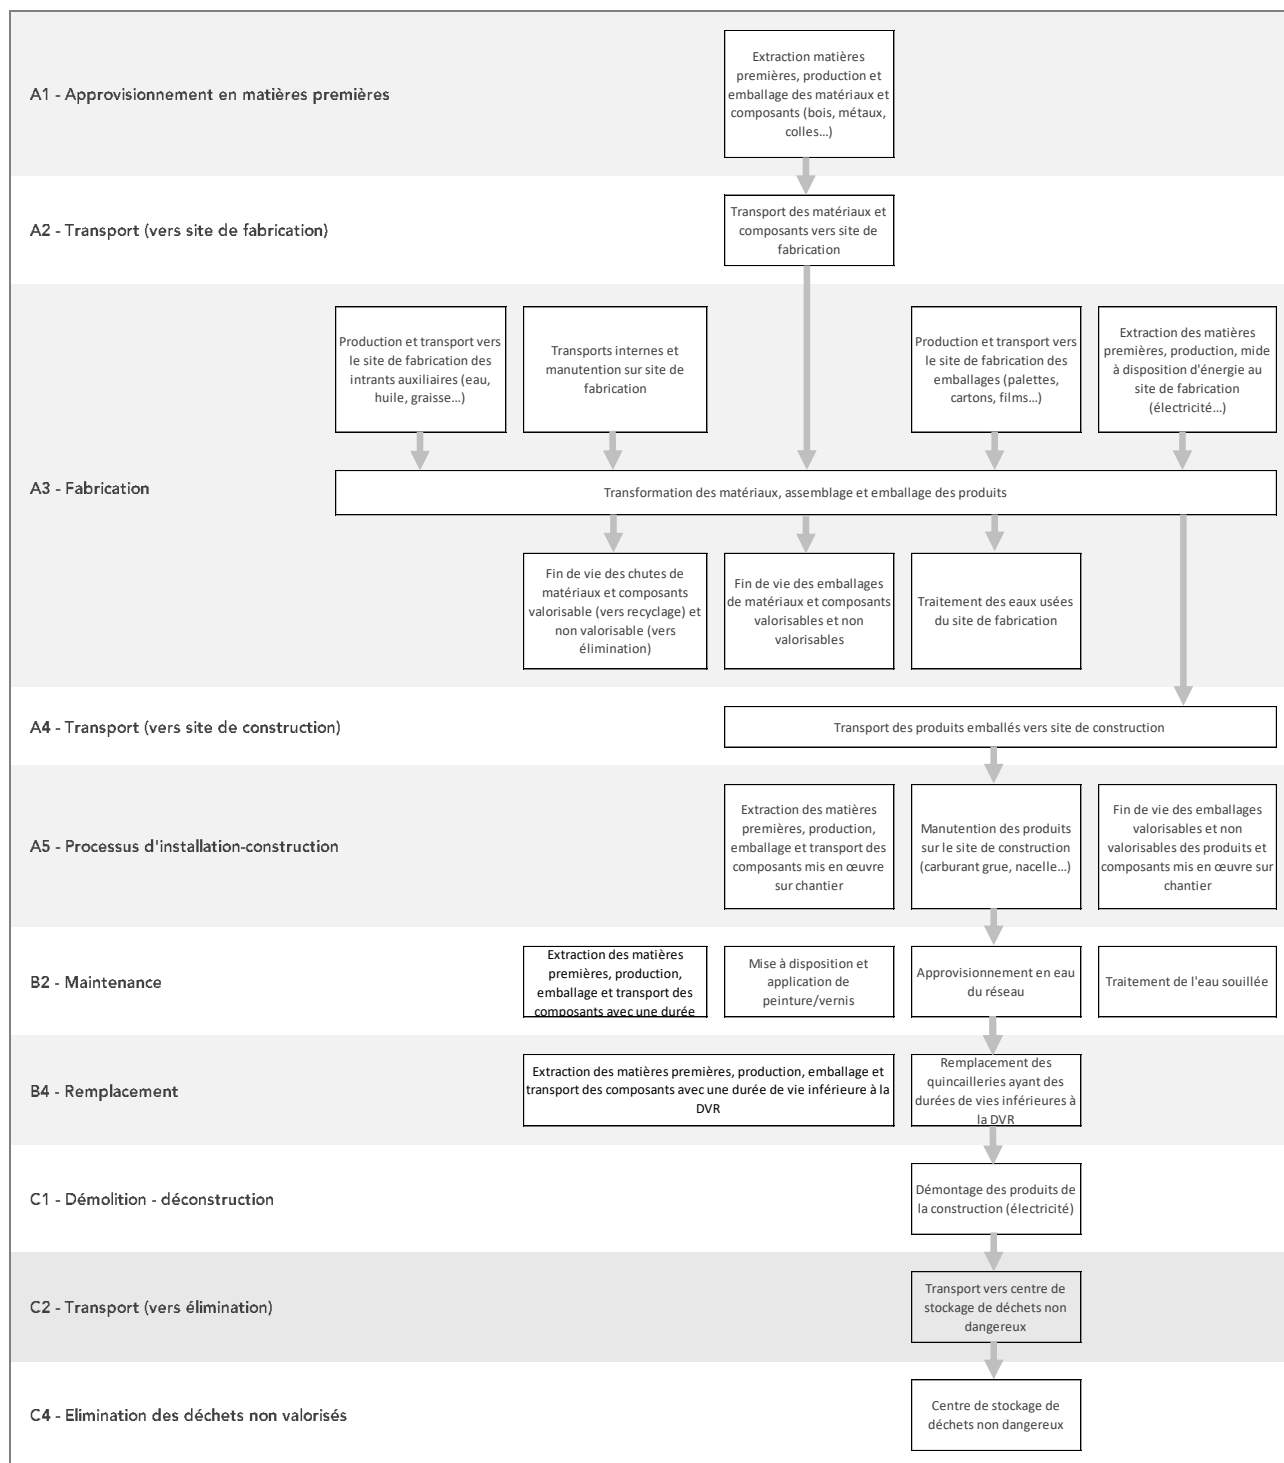 Extraction matières
premières, production et
emballage des matériaux et
composants (bois, métaux,
colles…)
A1 - Approvisionnement en matières premières
A2 - Transport (vers site de fabrication)
Transport des matériaux et
composants vers site de
fabrication
Production et transport vers
le site de fabrication des
intrants auxiliaires (eau,
huile, graisse…)
Transports internes et
manutention sur site de
fabrication
Production et transport vers
le site de fabrication des
emballages (palettes,
cartons, films…)
Extraction des matières
premières, production, mide
à disposition d'énergie au
site de fabrication
(électricité…)
A3 - Fabrication
Transformation des matériaux, assemblage et emballage des produits
Fin de vie des chutes de
matériaux et composants
valorisable (vers recyclage) et
non valorisable (vers
élimination)
Fin de vie des emballages
de matériaux et composants
valorisables et non
valorisables
Traitement des eaux usées
du site de fabrication
A4 - Transport (vers site de construction)
Transport des produits emballés vers site de construction
A5 - Processus d'installation-construction
Extraction des matières
premières, production,
emballage et transport des
composants mis en œuvre
sur chantier
Manutention des produits
sur le site de construction
(carburant grue, nacelle…)
Fin de vie des emballages
valorisables et non
valorisables des produits et
composants mis en œuvre sur
chantier
B2 - Maintenance
Extraction des matières
premières, production,
emballage et transport des
composants avec une durée
Mise à disposition et
application de
peinture/vernis
Approvisionnement en eau
du réseau
Traitement de l'eau souillée
B4 - Remplacement
Extraction des matières premières, production, emballage et
transport des composants avec une durée de vie inférieure à la
DVR
Remplacement des
quincailleries ayant des
durées de vies inférieures à
la DVR
C1 - Démolition - déconstruction
Démontage des produits de
la construction (électricité)
C2 - Transport (vers élimination)
Transport vers centre de
stockage de déchets non
dangereux
C4 - Elimination des déchets non valorisés
Centre de stockage de
déchets non dangereux